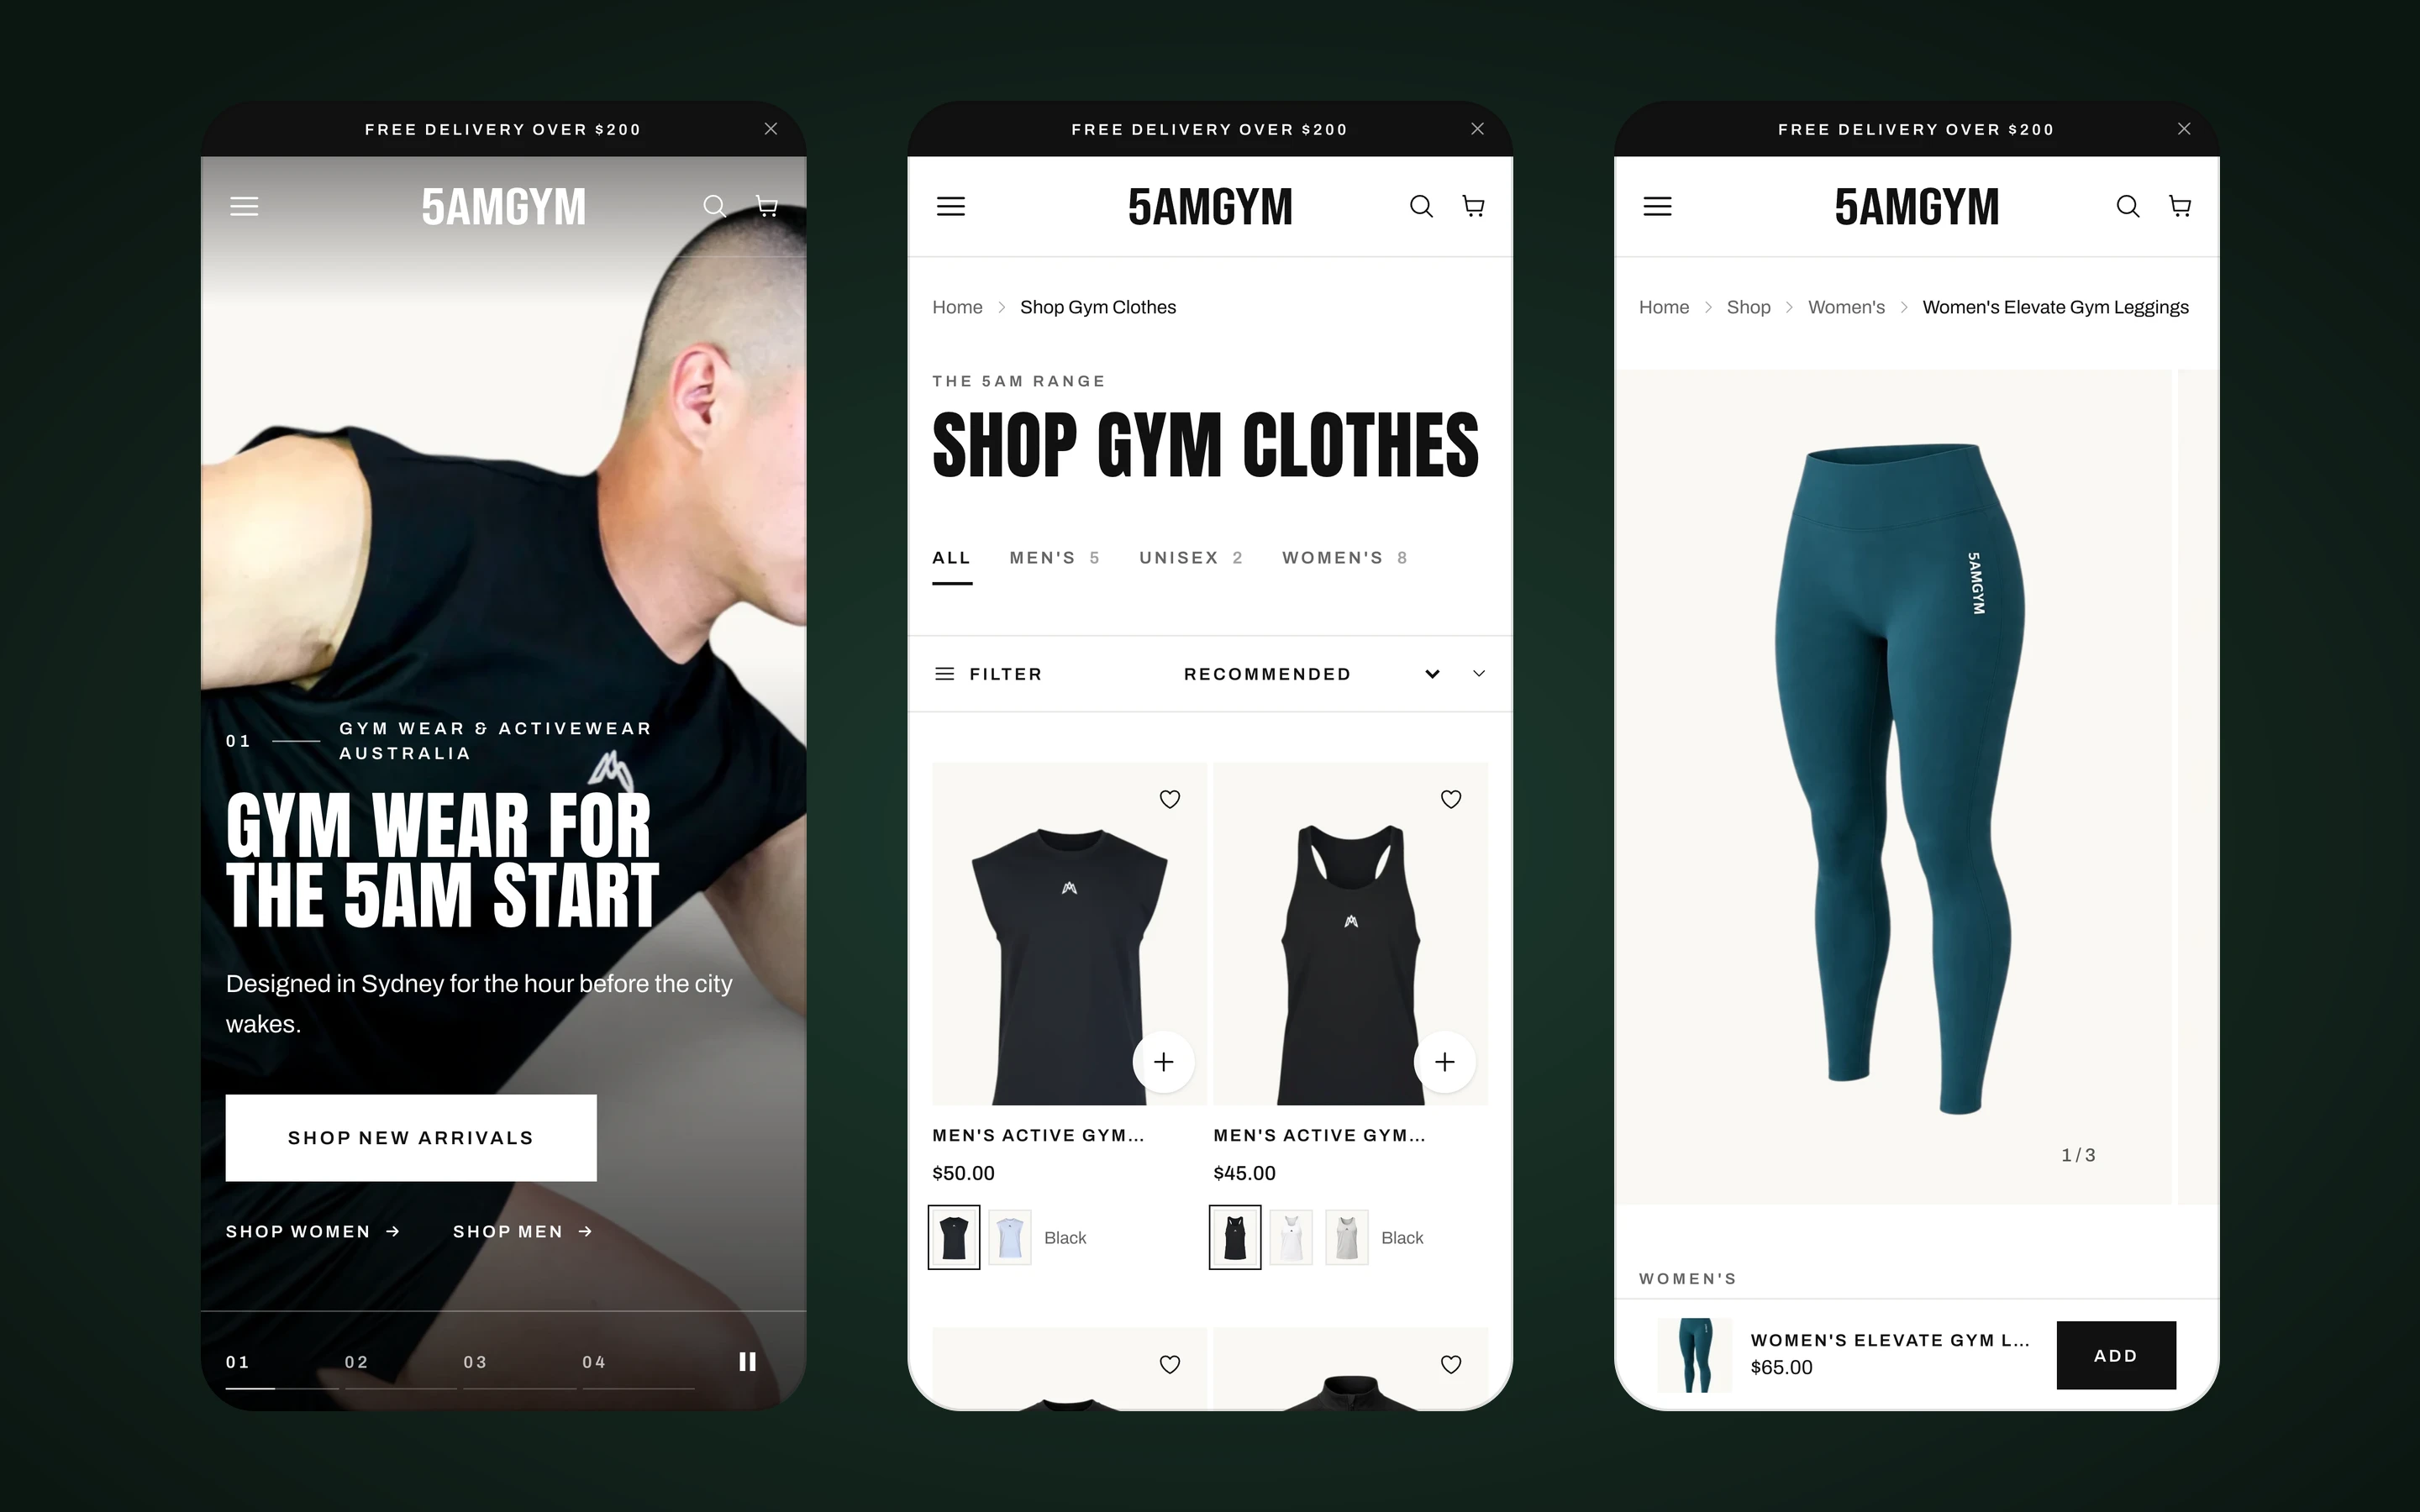 FREE DELIVERY OVER $200
5AMGYM
01
GYM WEAR & ACTIVEWEAR
AUSTRALIA
GYM WEAR FOR
THE 5AM START
Designed in Sydney for the hour before the city
wakes.
SHOP NEW ARRIVALS
SHOP WOMEN → SHOP MEN →
01 02 03 04
FREE DELIVERY OVER $200
5AMGYM
Home > Shop Gym Clothes
THE 5AM RANGE
SHOP GYM CLOTHES
ALL MEN'S 5 UNISEX 2 WOMEN'S 8
FILTER RECOMMENDED
MEN'S ACTIVE GYM...
$50.00
Black
MEN'S ACTIVE GYM...
$45.00
Black
FREE DELIVERY OVER $200
5AMGYM
Home > Shop > Women's > Women's Elevate Gym Leggings
5AMGYM
1 / 3
WOMEN'S
WOMEN'S ELEVATE GYM L...
$65.00
ADD